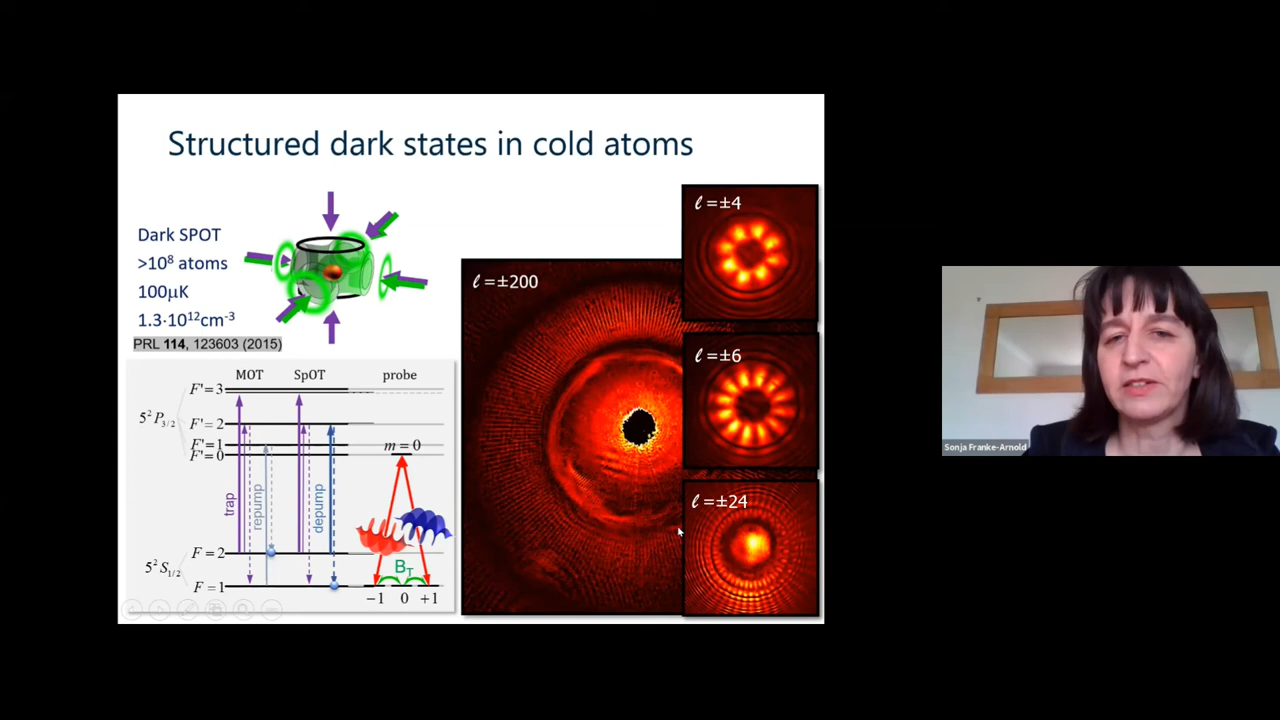 Structured dark states in cold atoms
Dark SPOT
>10⁸ atoms
100μK
1.3·10¹²cm⁻³
PRL 114, 123603 (2015)
MOT SpOT probe
F'=3
5²P₃/₂
F'=2
F'=1
F'=0
m=0
trap
repump
depump
F=2
5²S₁/₂
F=1
B_T
−1 0 +1
ℓ=±200
ℓ=±4
ℓ=±6
ℓ=±24
Sonja Franke-Arnold